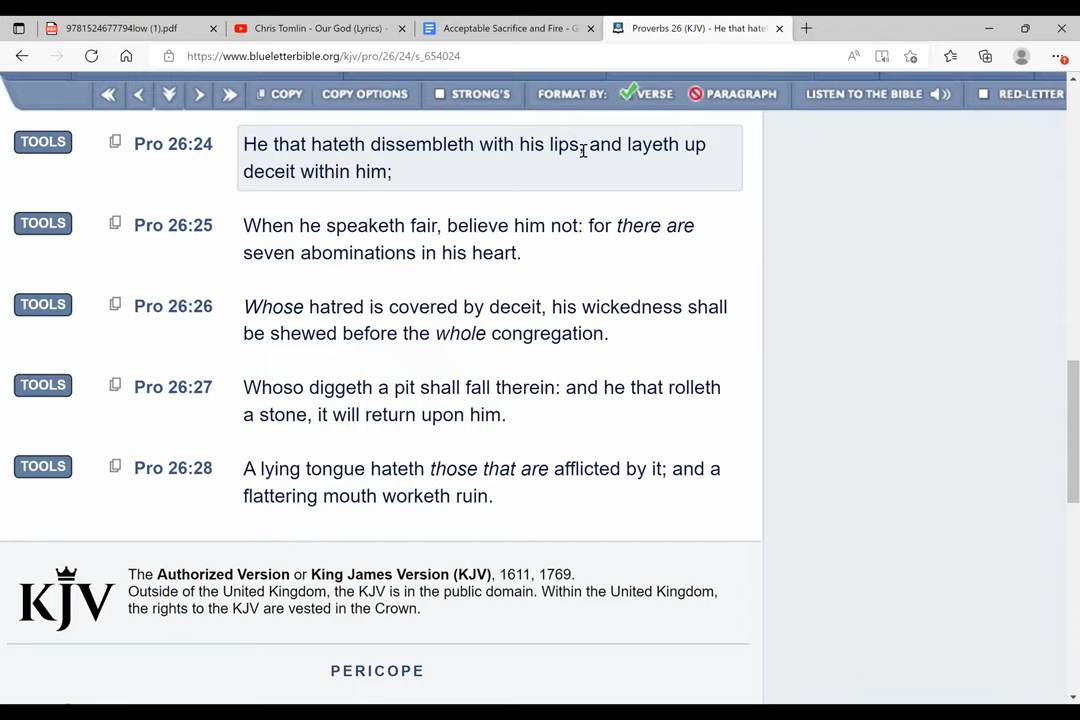 9781524677794low (1).pdf
Chris Tomlin - Our God (Lyrics) -
Acceptable Sacrifice and Fire - G
Proverbs 26 (KJV) - He that hatet
https://www.blueletterbible.org/kjv/pro/26/24/s_654024
COPY COPY OPTIONS STRONG'S FORMAT BY: VERSE PARAGRAPH LISTEN TO THE BIBLE RED-LETTER
TOOLS Pro 26:24 He that hateth dissembleth with his lips, and layeth up
deceit within him;
TOOLS Pro 26:25 When he speaketh fair, believe him not: for there are
seven abominations in his heart.
TOOLS Pro 26:26 Whose hatred is covered by deceit, his wickedness shall
be shewed before the whole congregation.
TOOLS Pro 26:27 Whoso diggeth a pit shall fall therein: and he that rolleth
a stone, it will return upon him.
TOOLS Pro 26:28 A lying tongue hateth those that are afflicted by it; and a
flattering mouth worketh ruin.
KJV
The Authorized Version or King James Version (KJV), 1611, 1769.
Outside of the United Kingdom, the KJV is in the public domain. Within the United Kingdom,
the rights to the KJV are vested in the Crown.
PERICOPE